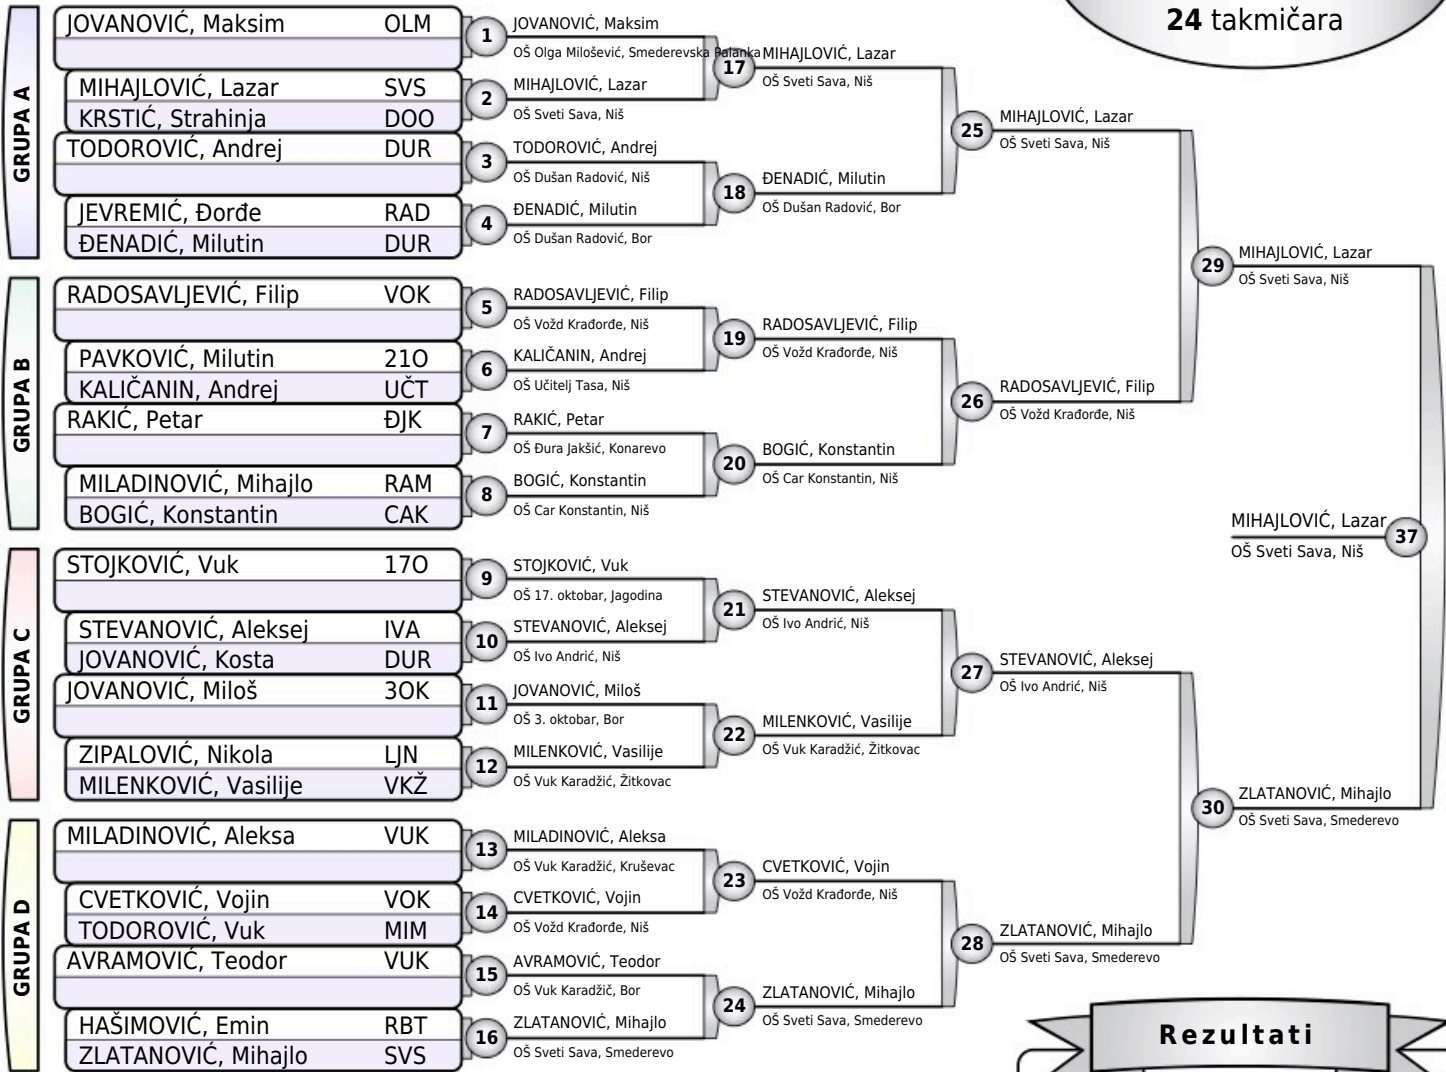 24 takmičara
GRUPA A
JOVANOVIĆ, Maksim OLM
MIHAJLOVIĆ, Lazar SVS
KRSTIĆ, Strahinja DOO
TODOROVIĆ, Andrej DUR
JEVREMIĆ, Đorđe RAD
ĐENADIĆ, Milutin DUR
GRUPA B
RADOSAVLJEVIĆ, Filip VOK
PAVKOVIĆ, Milutin 21O
KALIČANIN, Andrej UČT
RAKIĆ, Petar ĐJK
MILADINOVIĆ, Mihajlo RAM
BOGIĆ, Konstantin CAK
GRUPA C
STOJKOVIĆ, Vuk 17O
STEVANOVIĆ, Aleksej IVA
JOVANOVIĆ, Kosta DUR
JOVANOVIĆ, Miloš 3OK
ZIPALOVIĆ, Nikola LJN
MILENKOVIĆ, Vasilije VKŽ
GRUPA D
MILADINOVIĆ, Aleksa VUK
CVETKOVIĆ, Vojin VOK
TODOROVIĆ, Vuk MIM
AVRAMOVIĆ, Teodor VUK
HAŠIMOVIĆ, Emin RBT
ZLATANOVIĆ, Mihajlo SVS
1 JOVANOVIĆ, Maksim
OŠ Olga Milošević, Smederevska Palanka
2 MIHAJLOVIĆ, Lazar
OŠ Sveti Sava, Niš
3 TODOROVIĆ, Andrej
OŠ Dušan Radović, Niš
4 ĐENADIĆ, Milutin
OŠ Dušan Radović, Bor
5 RADOSAVLJEVIĆ, Filip
OŠ Vožd Krađorđe, Niš
6 KALIČANIN, Andrej
OŠ Učitelj Tasa, Niš
7 RAKIĆ, Petar
OŠ Đura Jakšić, Konarevo
8 BOGIĆ, Konstantin
OŠ Car Konstantin, Niš
9 STOJKOVIĆ, Vuk
OŠ 17. oktobar, Jagodina
10 STEVANOVIĆ, Aleksej
OŠ Ivo Andrić, Niš
11 JOVANOVIĆ, Miloš
OŠ 3. oktobar, Bor
12 MILENKOVIĆ, Vasilije
OŠ Vuk Karadžić, Žitkovac
13 MILADINOVIĆ, Aleksa
OŠ Vuk Karadžić, Kruševac
14 CVETKOVIĆ, Vojin
OŠ Vožd Krađorđe, Niš
15 AVRAMOVIĆ, Teodor
OŠ Vuk Karadžič, Bor
16 ZLATANOVIĆ, Mihajlo
OŠ Sveti Sava, Smederevo
17 MIHAJLOVIĆ, Lazar
OŠ Sveti Sava, Niš
18 ĐENADIĆ, Milutin
OŠ Dušan Radović, Bor
19 RADOSAVLJEVIĆ, Filip
OŠ Vožd Krađorđe, Niš
20 BOGIĆ, Konstantin
OŠ Car Konstantin, Niš
21 STEVANOVIĆ, Aleksej
OŠ Ivo Andrić, Niš
22 MILENKOVIĆ, Vasilije
OŠ Vuk Karadžić, Žitkovac
23 CVETKOVIĆ, Vojin
OŠ Vožd Krađorđe, Niš
24 ZLATANOVIĆ, Mihajlo
OŠ Sveti Sava, Smederevo
25 MIHAJLOVIĆ, Lazar
OŠ Sveti Sava, Niš
26 RADOSAVLJEVIĆ, Filip
OŠ Vožd Krađorđe, Niš
27 STEVANOVIĆ, Aleksej
OŠ Ivo Andrić, Niš
28 ZLATANOVIĆ, Mihajlo
OŠ Sveti Sava, Smederevo
29 MIHAJLOVIĆ, Lazar
OŠ Sveti Sava, Niš
30 ZLATANOVIĆ, Mihajlo
OŠ Sveti Sava, Smederevo
MIHAJLOVIĆ, Lazar 37
OŠ Sveti Sava, Niš
Rezultati